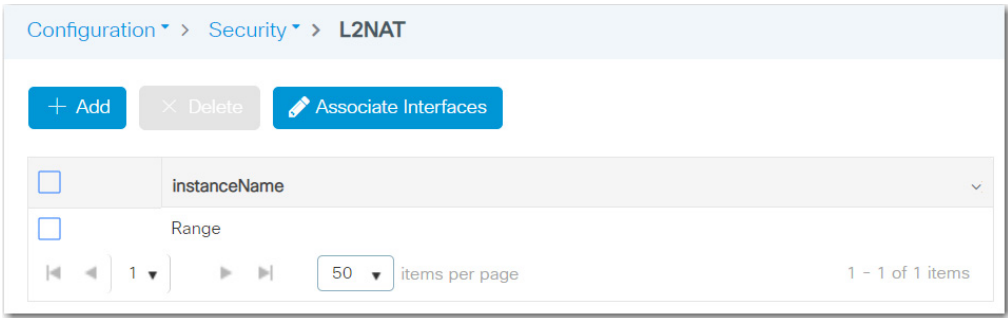 Configuration > Security > L2NAT
+ Add × Delete Associate Interfaces
instanceName
Range
1 50 items per page 1 - 1 of 1 items